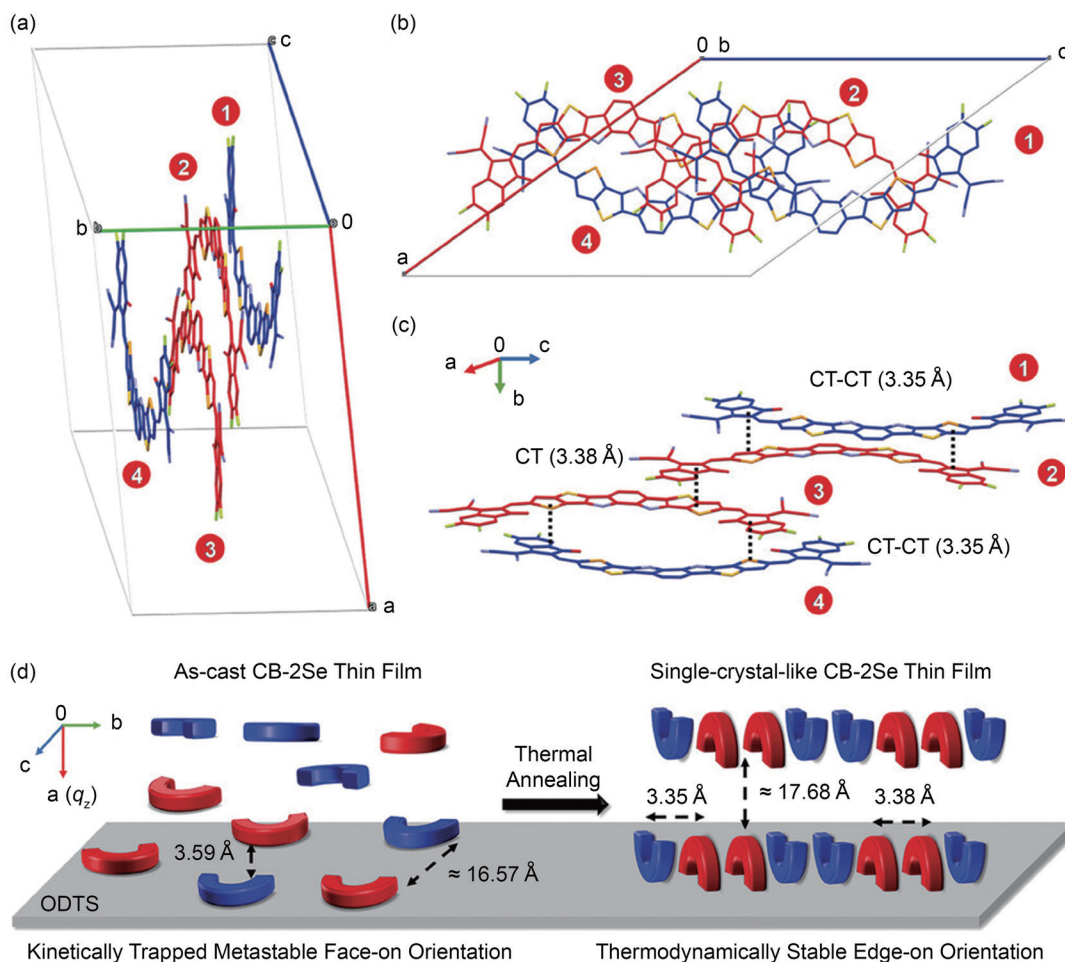 (a)
c
1
2
b
0
4
3
a
(b)
0 b
c
3
2
1
4
a
(c)
0
a
c
b
CT-CT (3.35 Å)
1
CT (3.38 Å)
2
3
CT-CT (3.35 Å)
4
(d)
As-cast CB-2Se Thin Film
Single-crystal-like CB-2Se Thin Film
0
b
c
a (qz)
Thermal
Annealing
3.35 Å
≈ 17.68 Å
3.38 Å
3.59 Å
≈ 16.57 Å
ODTS
Kinetically Trapped Metastable Face-on Orientation
Thermodynamically Stable Edge-on Orientation